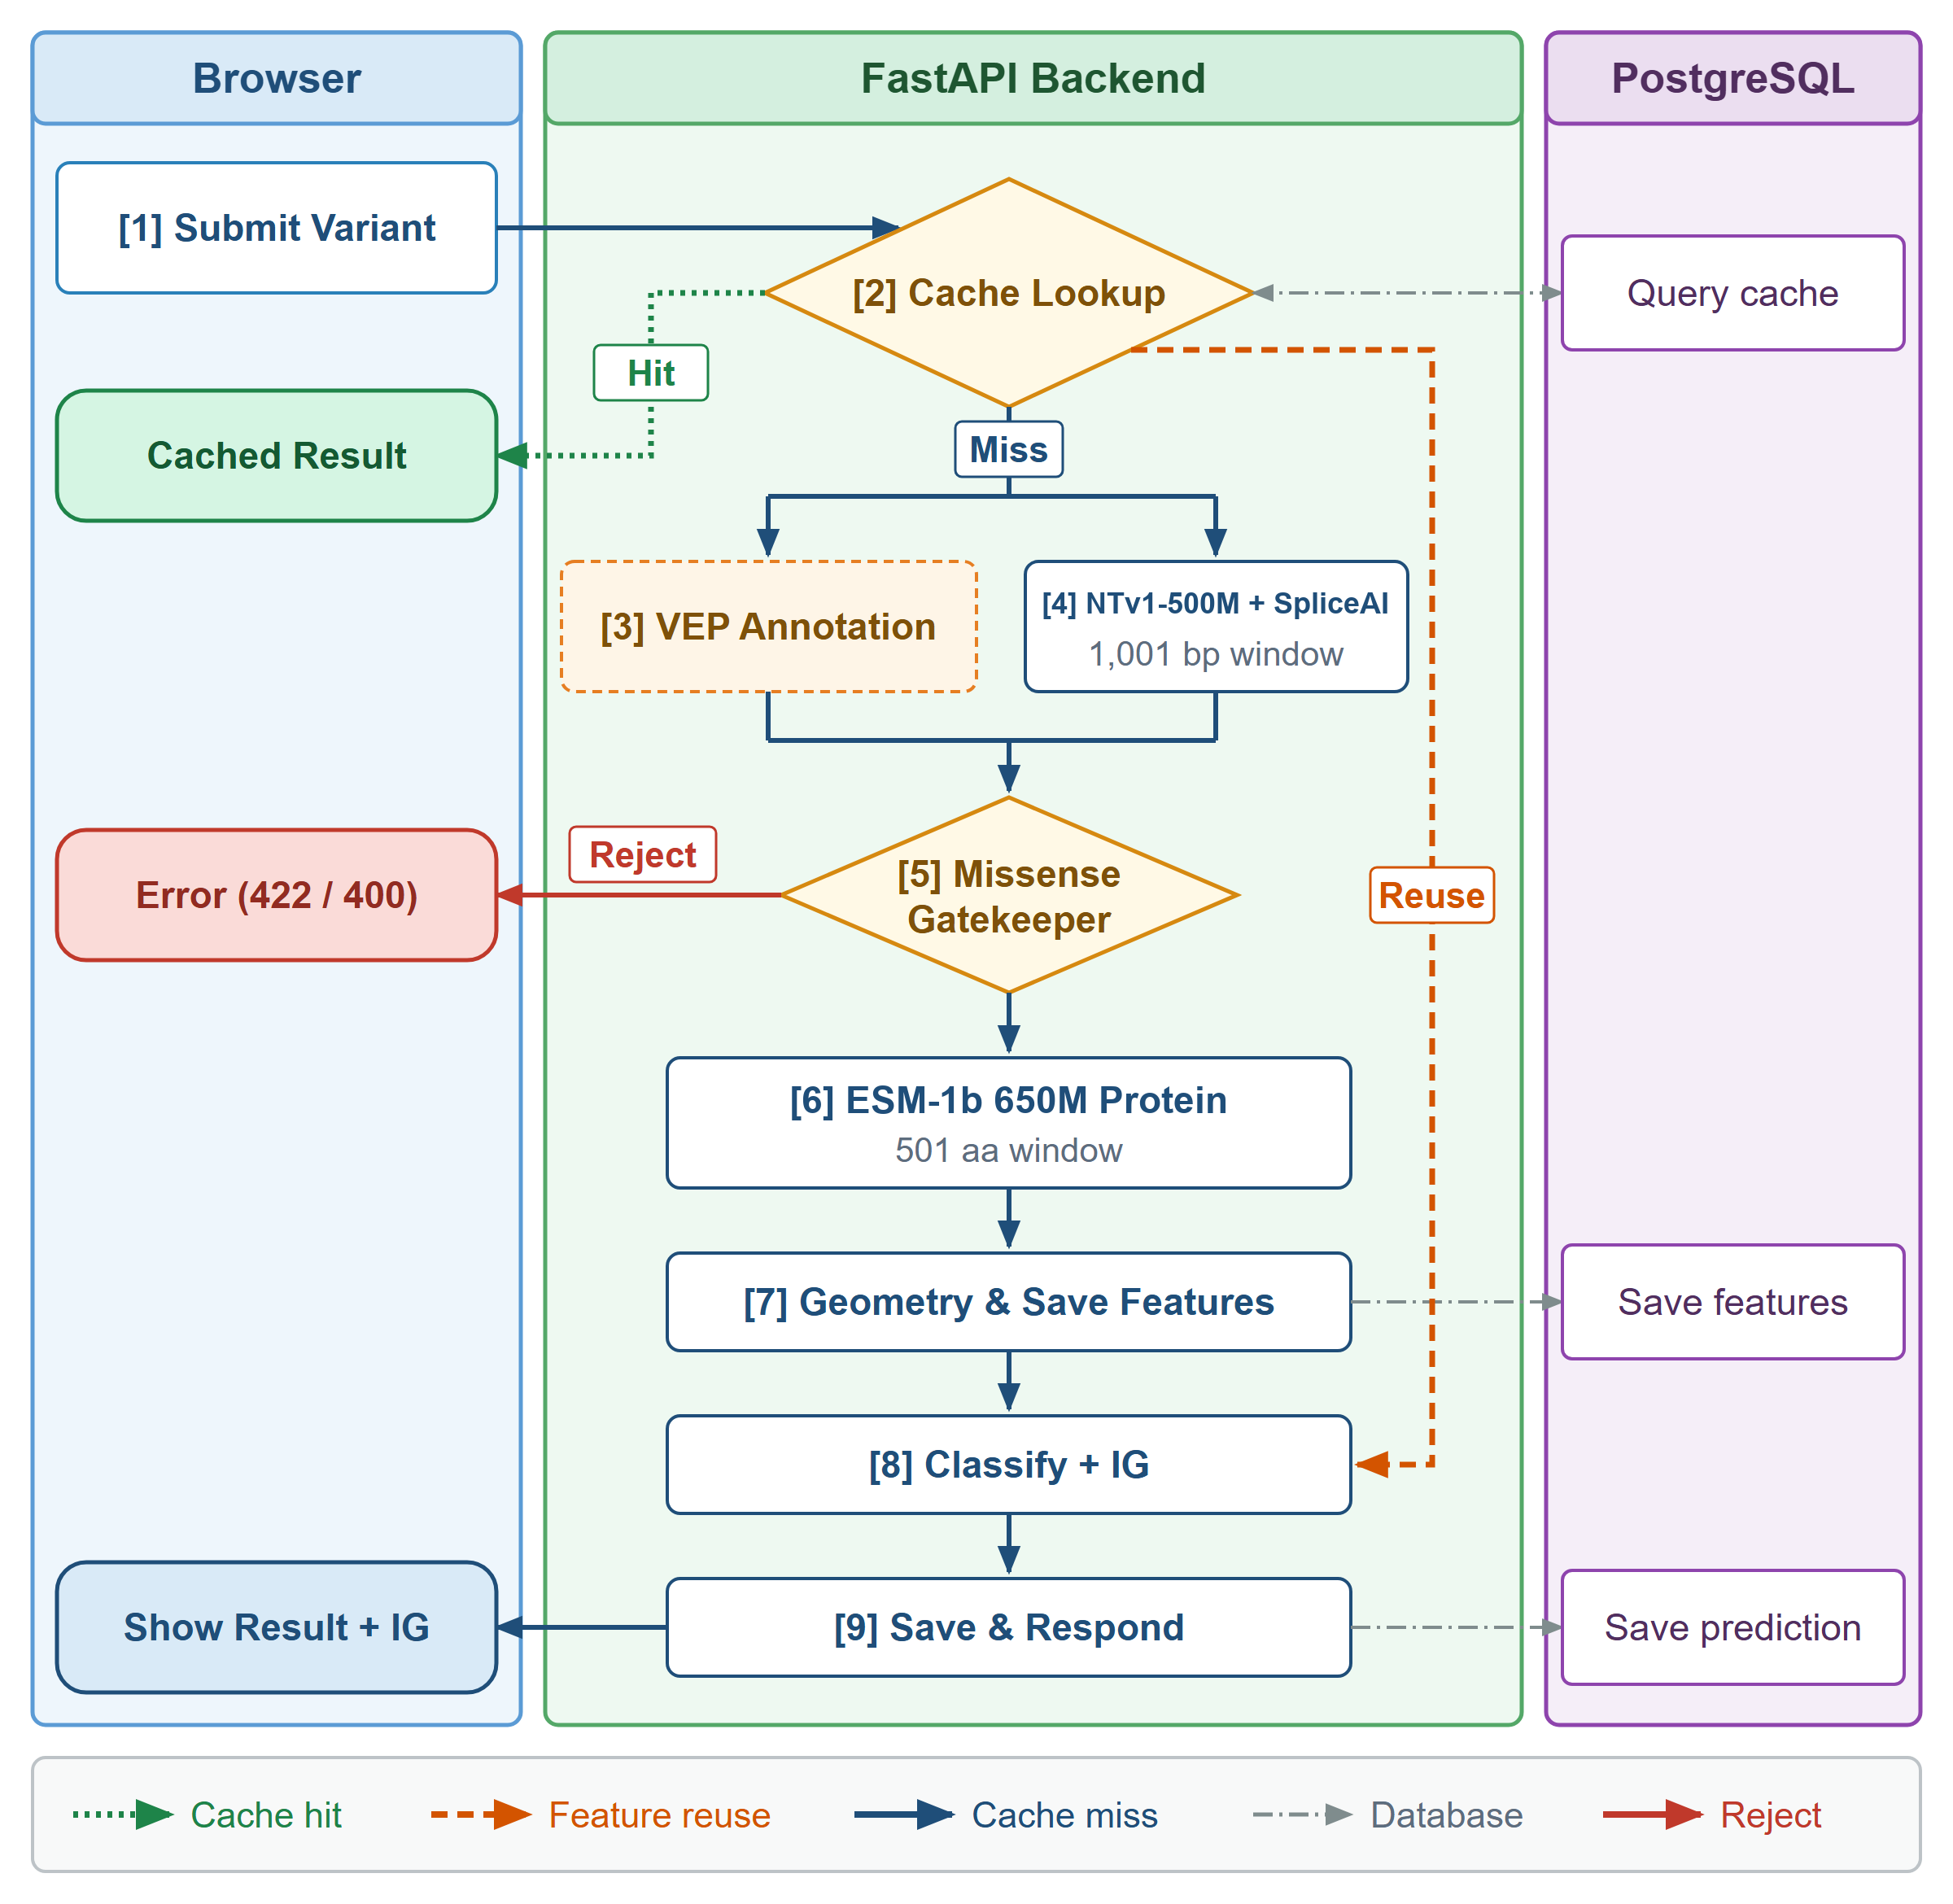 Browser
FastAPI Backend
PostgreSQL
[1] Submit Variant
[2] Cache Lookup
Query cache
Hit
Cached Result
Miss
[3] VEP Annotation
[4] NTv1-500M + SpliceAI
1,001 bp window
Reject
Error (422 / 400)
[5] Missense
Gatekeeper
Reuse
[6] ESM-1b 650M Protein
501 aa window
[7] Geometry & Save Features
Save features
[8] Classify + IG
Show Result + IG
[9] Save & Respond
Save prediction
Cache hit
Feature reuse
Cache miss
Database
Reject